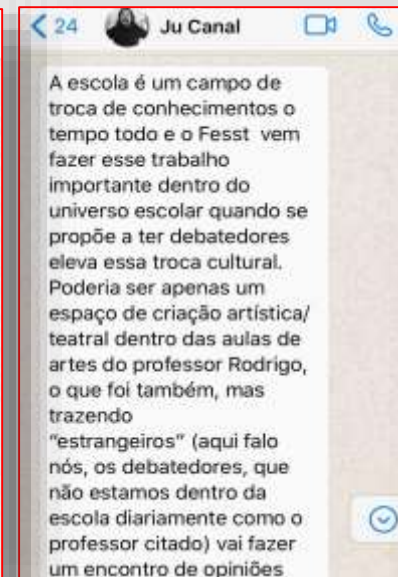 24 Ju Canal
A escola é um campo de
troca de conhecimentos o
tempo todo e o Fesst vem
fazer esse trabalho
importante dentro do
universo escolar quando se
propõe a ter debatedores
eleva essa troca cultural.
Poderia ser apenas um
espaço de criação artística/
teatral dentro das aulas de
artes do professor Rodrigo,
o que foi também, mas
trazendo
"estrangeiros" (aqui falo
nós, os debatedores, que
não estamos dentro da
escola diariamente como o
professor citado) vai fazer
um encontro de opiniões